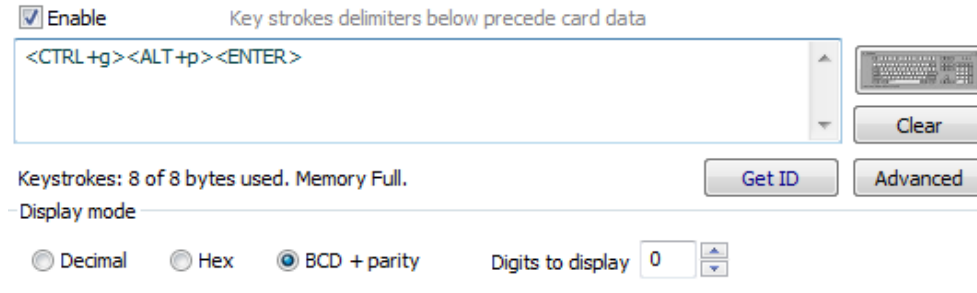 Enable Key strokes delimiters below precede card data
<CTRL+g><ALT+p><ENTER>
Clear
Keystrokes: 8 of 8 bytes used. Memory Full. Get ID Advanced
Display mode
Decimal Hex BCD + parity Digits to display 0